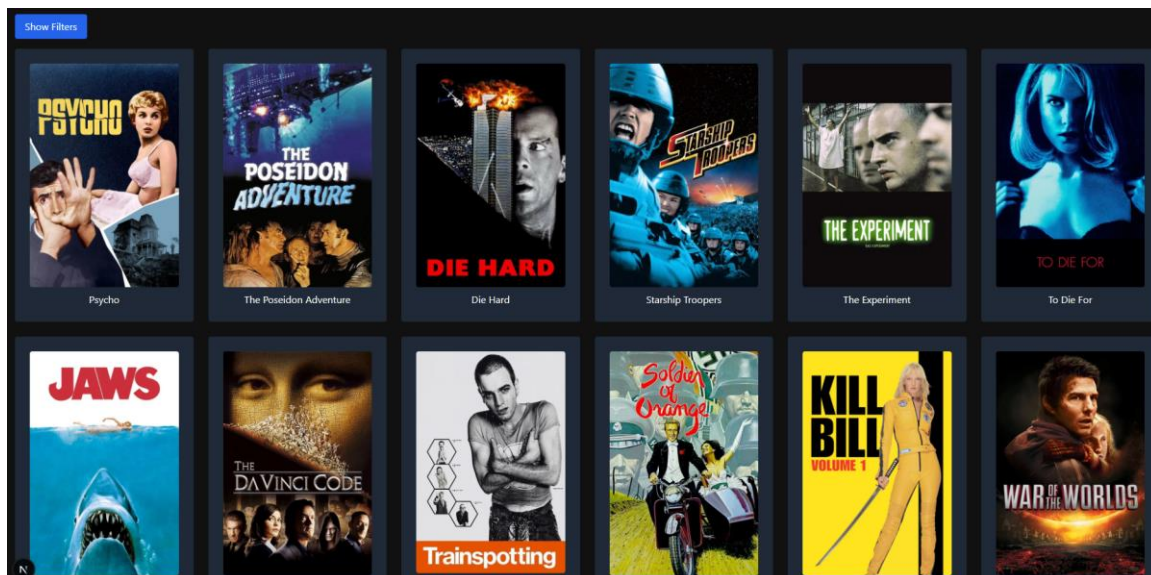 Show Filters
PSYCHO
THE
POSEIDON
ADVENTURE
DIE HARD
STARSHIP
TROOPERS
THE EXPERIMENT
TO DIE FOR
Psycho
The Poseidon Adventure
Die Hard
Starship Troopers
The Experiment
To Die For
JAWS
THE
DA VINCI CODE
Trainspotting
Soldier
of
Orange
KILL
BILL
VOLUME 1
WAR OF THE WORLDS
N